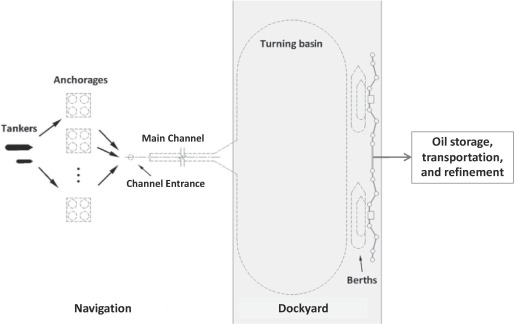 Turning basin
Anchorages
Tankers
Main Channel
Channel Entrance
Oil storage,
transportation,
and refinement
Berths
Navigation
Dockyard